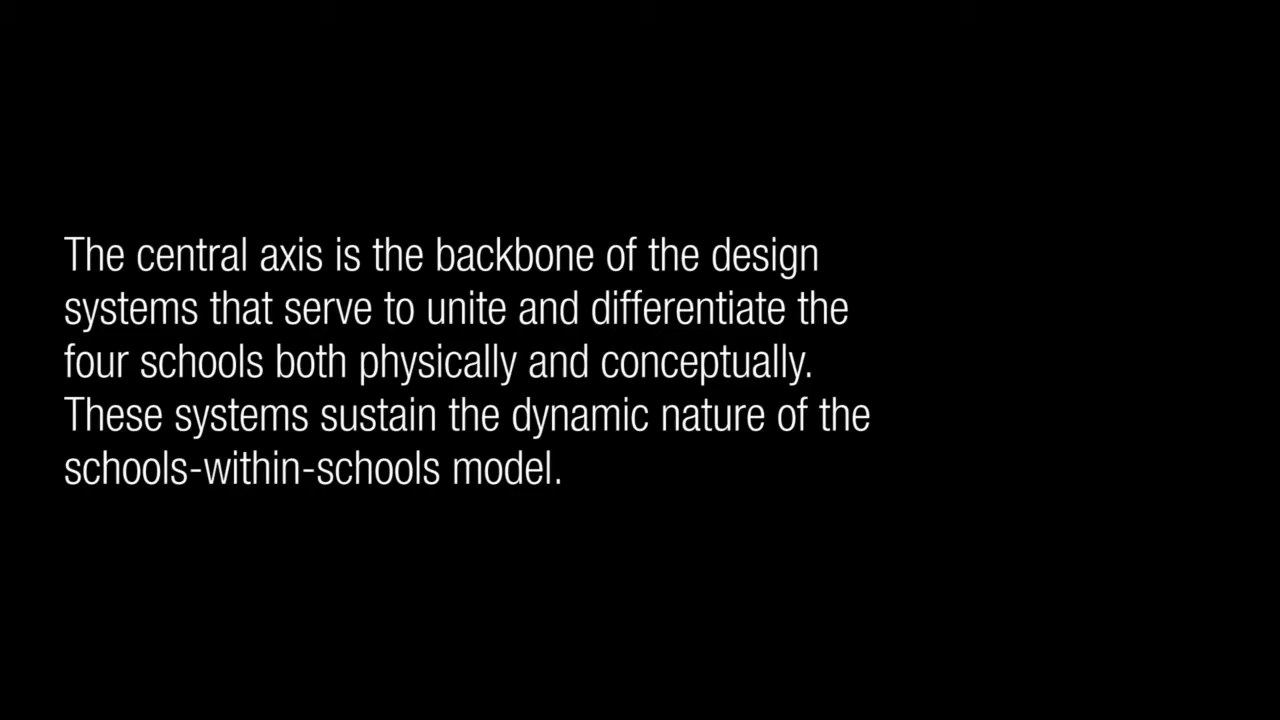 The central axis is the backbone of the design
systems that serve to unite and differentiate the
four schools both physically and conceptually.
These systems sustain the dynamic nature of the
schools-within-schools model.